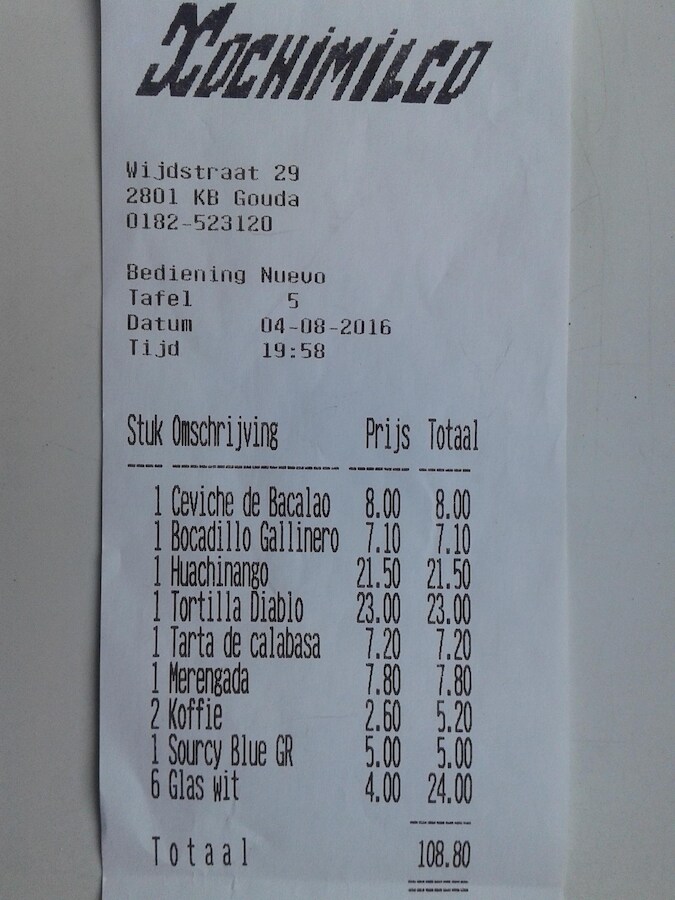 XOCHIMILCO
Wijdstraat 29
2801 KB Gouda
0182-523120
Bediening Nuevo
Tafel 5
Datum 04-08-2016
Tijd 19:58
Stuk Omschrijving Prijs Totaal
1 Ceviche de Bacalao 8.00 8.00
1 Bocadillo Gallinero 7.10 7.10
1 Huachinango 21.50 21.50
1 Tortilla Diablo 23.00 23.00
1 Tarta de calabasa 7.20 7.20
1 Merengada 7.80 7.80
2 Koffie 2.60 5.20
1 Sourcy Blue GR 5.00 5.00
6 Glas wit 4.00 24.00
Totaal 108.80